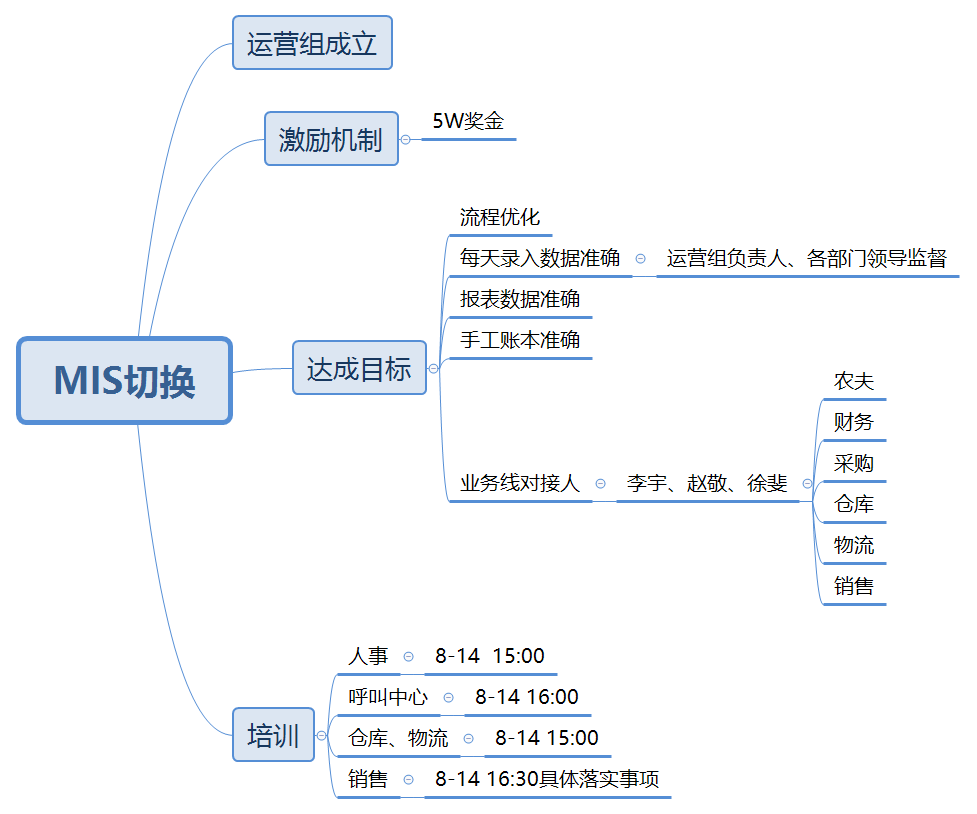 运营组成立
激励机制
5W奖金
流程优化
每天录入数据准确
运营组负责人、各部门领导监督
报表数据准确
手工账本准确
达成目标
MIS切换
业务线对接人
李宇、赵敬、徐斐
农夫
财务
采购
仓库
物流
销售
培训
人事
8-14  15:00
呼叫中心
8-14 16:00
仓库、物流
8-14 15:00
销售
8-14 16:30具体落实事项